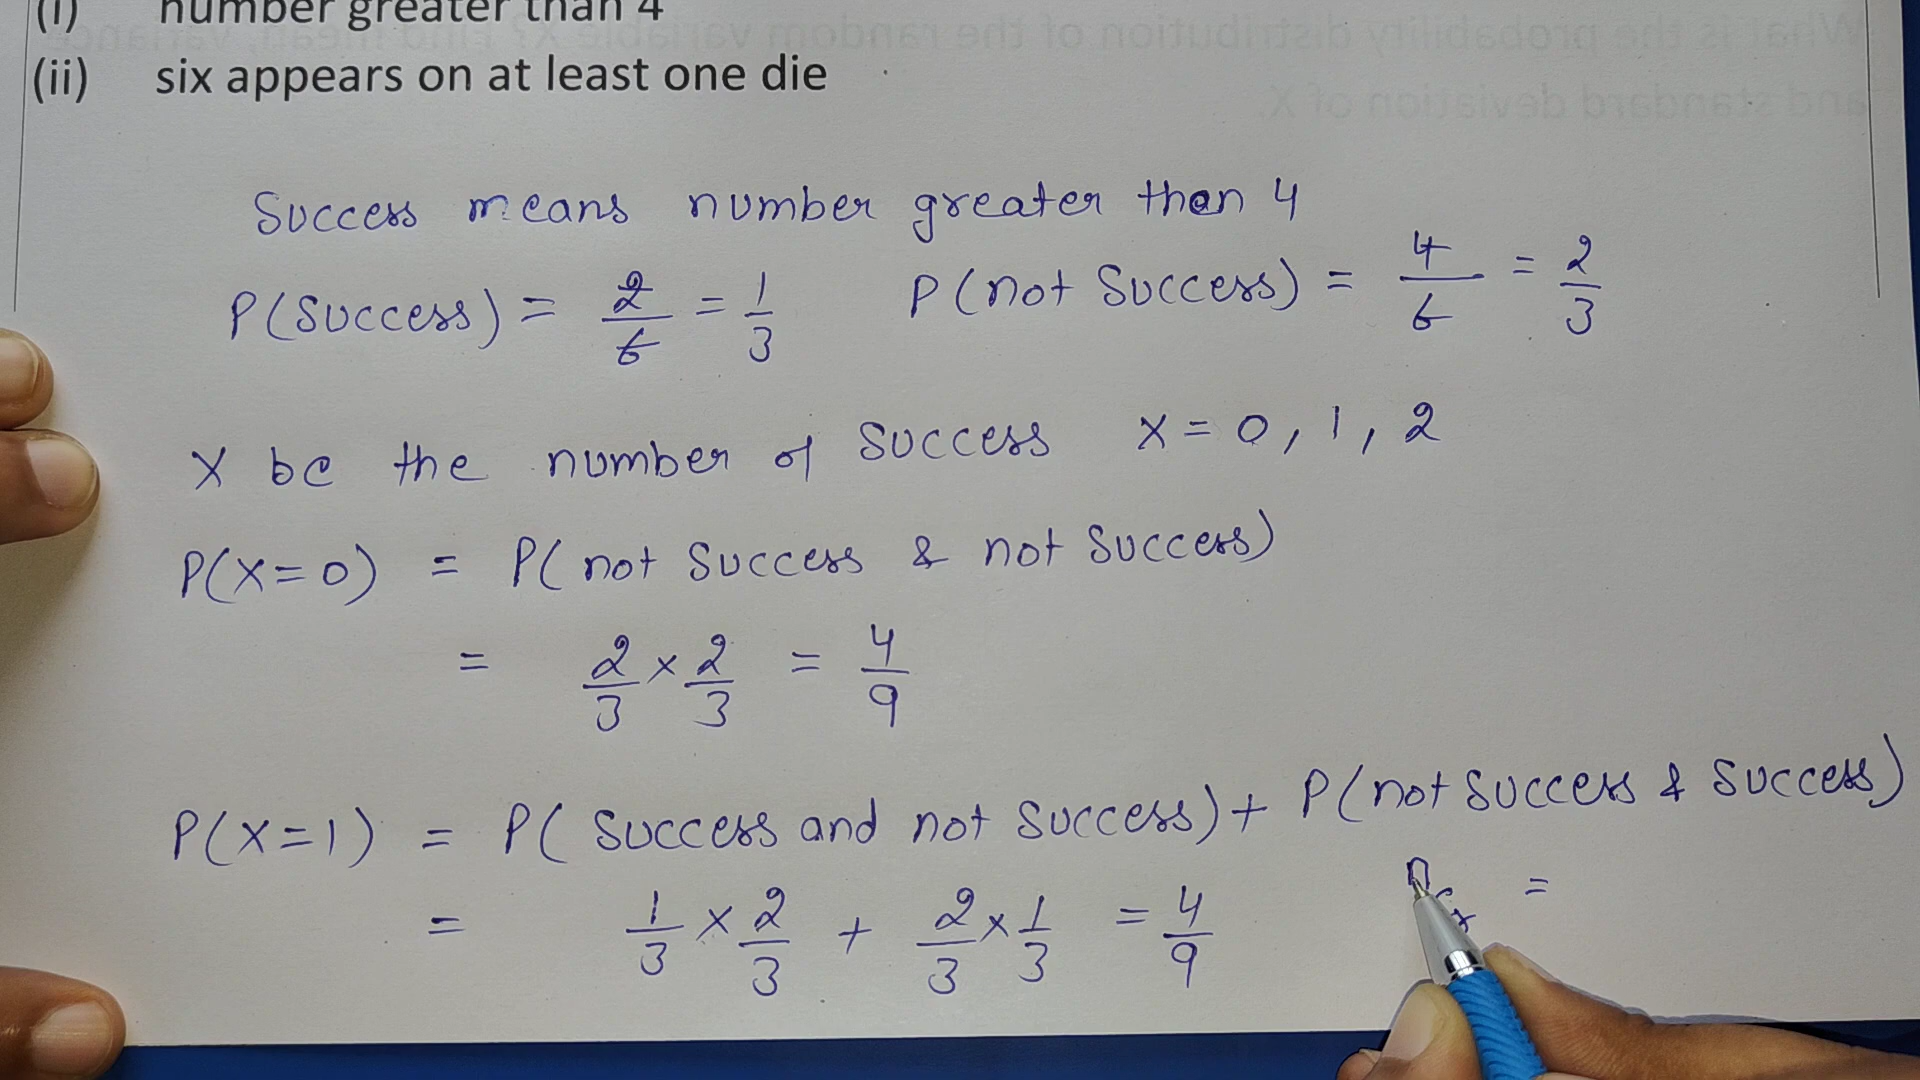 (i) number greater than 4
(ii) six appears on at least one die
Success means number greater than 4
P(Success) = 2/6 = 1/3 P(not Success) = 4/6 = 2/3
X be the number of Success X = 0, 1, 2
P(X=0) = P( not Success & not Success)
= 2/3 × 2/3 = 4/9
P(X=1) = P( Success and not Success) + P(not Success & Success)
= 1/3 × 2/3 + 2/3 × 1/3 = 4/9 =